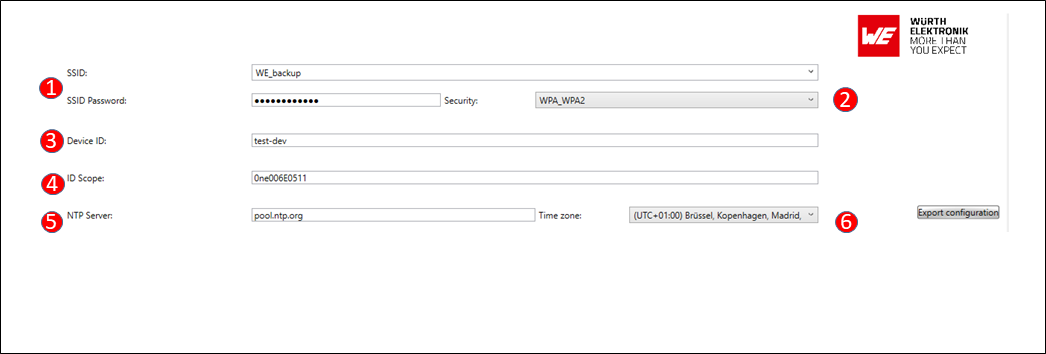 WE
WÜRTH
ELEKTRONIK
MORE THAN
YOU EXPECT
SSID:
WE_backup
1
SSID Password:
●●●●●●●●●●●●
Security:
WPA_WPA2
2
3
Device ID:
test-dev
4
ID Scope:
0ne006E0511
5
NTP Server:
pool.ntp.org
Time zone:
(UTC+01:00) Brüssel, Kopenhagen, Madrid,
6
Export configuration